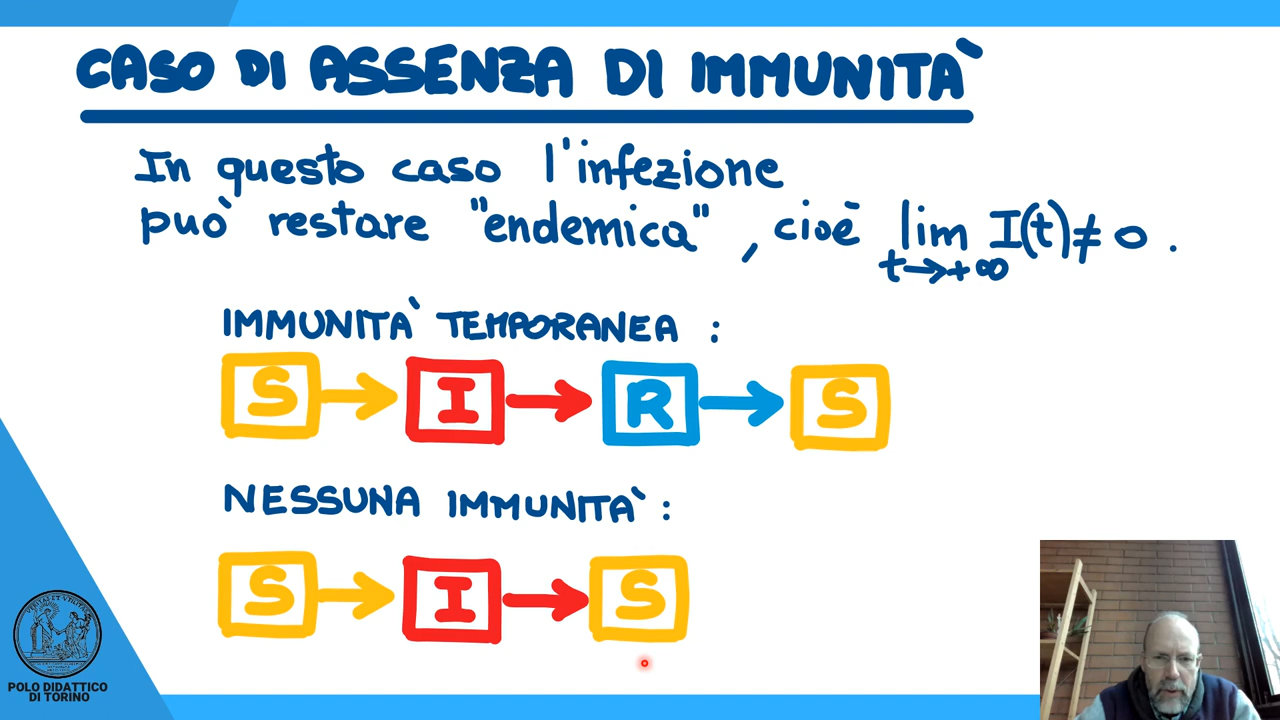 CASO DI ASSENZA DI IMMUNITÀ
In questo caso l'infezione
può restare "endemica", cioè lim I(t)≠0.
t→+∞
IMMUNITÀ TEMPORANEA:
S → I → R → S
NESSUNA IMMUNITÀ:
S → I → S
POLO DIDATTICO
DI TORINO